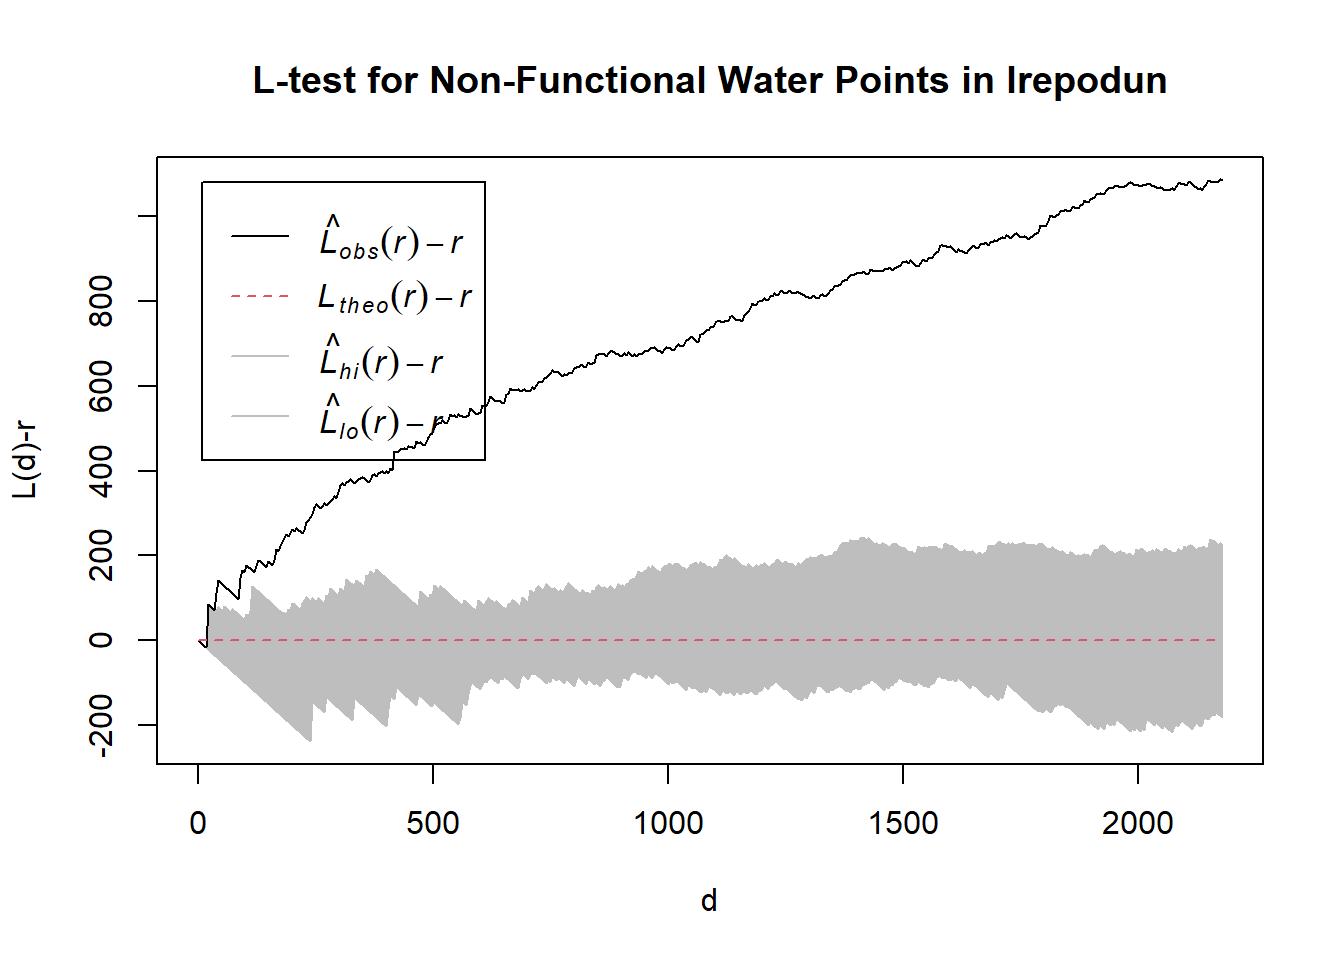 L-test for Non-Functional Water Points in Irepodun
L̂obs(r) – r
Ltheo(r) – r
L̂hi(r) – r
L̂lo(r) – r
L(d)-r
800
600
400
200
0
-200
0 500 1000 1500 2000
d